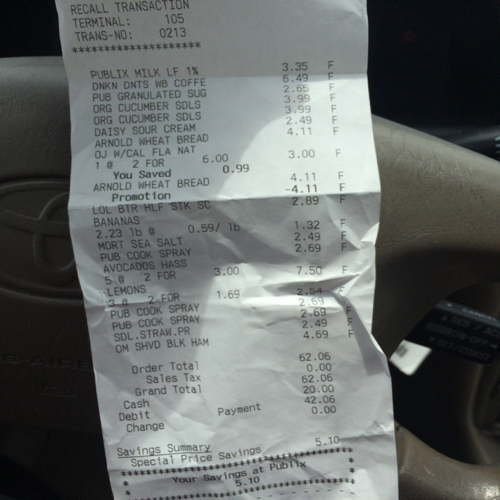 RECALL TRANSACTION
TERMINAL: 105
TRANS-NO: 0213
***********************
PUBLIX MILK LF 1% 3.35 F
DNKN DNTS WB COFFE 6.49 F
PUB GRANULATED SUG 2.65 F
ORG CUCUMBER SDLS 3.99 F
ORG CUCUMBER SDLS 3.99 F
DAISY SOUR CREAM 2.49 F
ARNOLD WHEAT BREAD 4.11 F
OJ W/CAL FLA NAT
1 @ 2 FOR 6.00 3.00 F
You Saved 0.99
ARNOLD WHEAT BREAD 4.11 F
Promotion -4.11 F
LOL BTR HLF STK SC 2.89 F
BANANAS
2.23 lb @ 0.59/ lb 1.32 F
MORT SEA SALT 2.49 F
PUB COOK SPRAY 2.69 F
AVOCADOS HASS
5 @ 2 FOR 3.00 7.50 F
LEMONS
3 @ 2 FOR 1.69 2.54 F
PUB COOK SPRAY 2.69 F
PUB COOK SPRAY 2.69 F
SDL.STRAW.PR 2.49 F
OM SHVD BLK HAM 4.69 F
Order Total 62.06
Sales Tax 0.00
Grand Total 62.06
Cash 20.00
Debit Payment 42.06
Change 0.00
Savings Summary
Special Price Savings 5.10
Your Savings at Publix
5.10